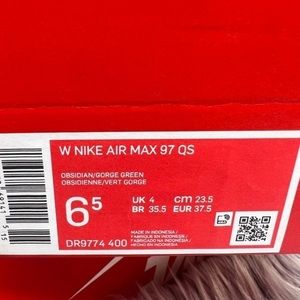 W NIKE AIR MAX 97 QS
OBSIDIAN/GORGE GREEN
OBSIDIENNE/VERT GORGE
6 5
UK 4 cm 23.5
BR 35.5 EUR 37.5
DR9774 400
MADE IN INDONESIA /
FABRIQUÉ EN INDONÉSIE /
FABRICADO NA INDONÉSIA /
HECHO EN INDONESIA